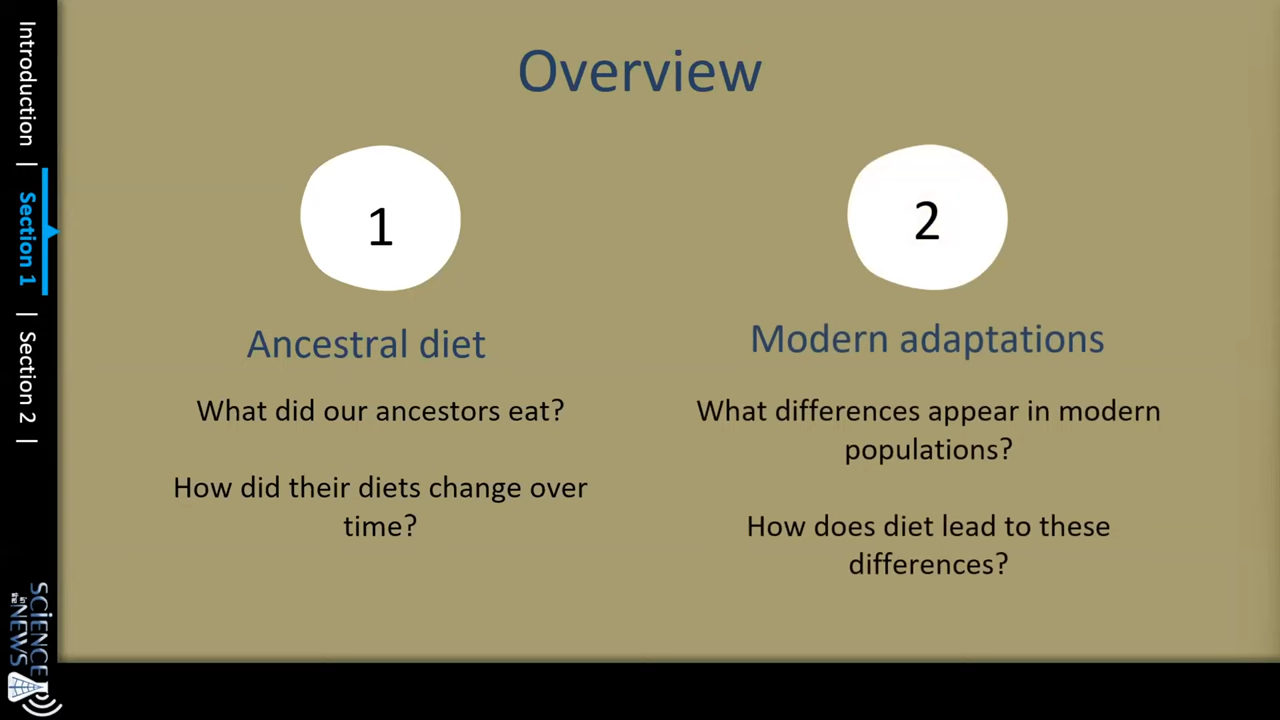 Introduction |
Section 1
| Section 2 |
SCIENCE
in the
NEWS
Overview
1
Ancestral diet
What did our ancestors eat?
How did their diets change over
time?
2
Modern adaptations
What differences appear in modern
populations?
How does diet lead to these
differences?